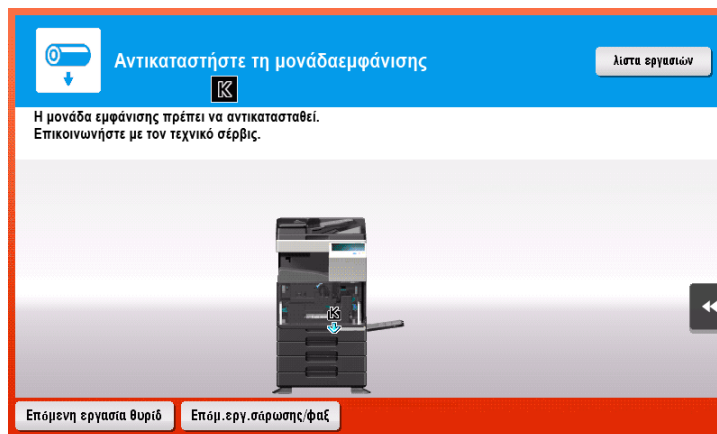 Αντικαταστήστε τη μονάδαεμφάνισης
λίστα εργασιών
K
Η μονάδα εμφάνισης πρέπει να αντικατασταθεί.
Επικοινωνήστε με τον τεχνικό σέρβις.
K
Επόμενη εργασία θυρίδ
Επόμ.εργ.σάρωσης/φαξ